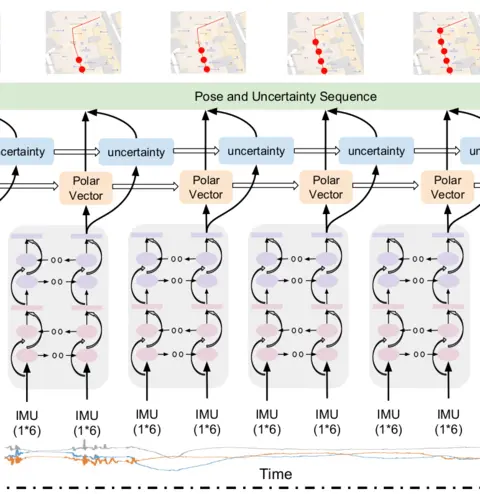 Pose and Uncertainty Sequence
certainty uncertainty uncertainty uncertainty un
Polar Polar Polar Polar
Vector Vector Vector Vector
IMU IMU IMU IMU IMU IMU IMU IMU
(1*6) (1*6) (1*6) (1*6) (1*6) (1*6) (1*6) (1*6)
Time